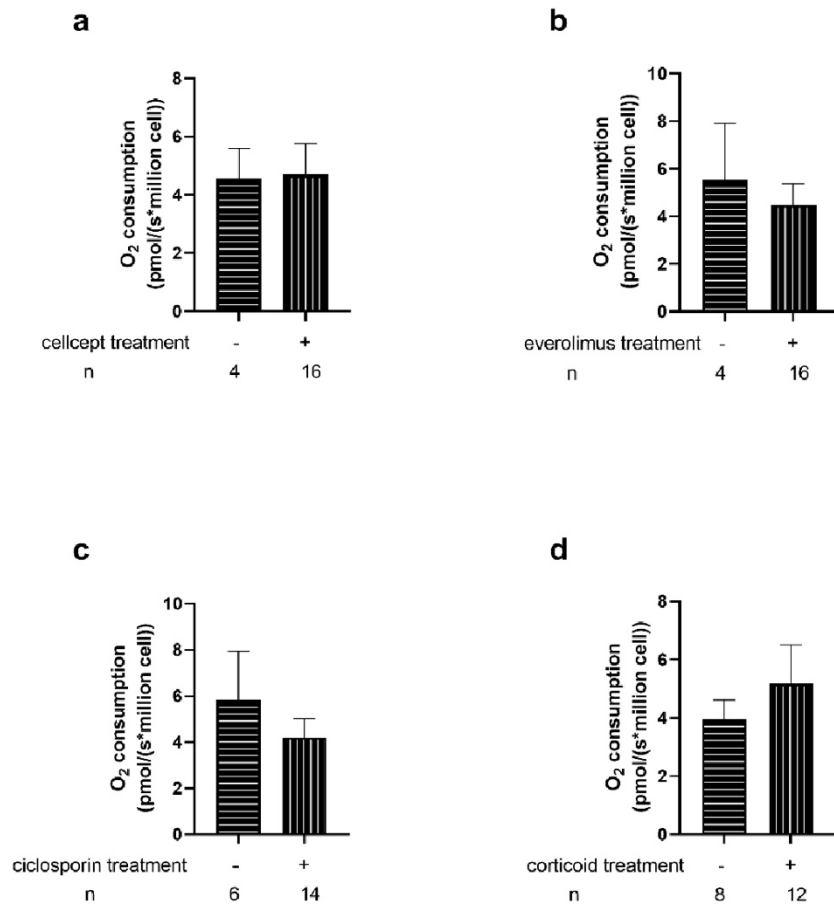 a
O2 consumption
(pmol/(s*million cell))
8
6
4
2
0
cellcept treatment - +
n 4 16
b
O2 consumption
(pmol/(s*million cell))
10
8
6
4
2
0
everolimus treatment - +
n 4 16
c
O2 consumption
(pmol/(s*million cell))
10
8
6
4
2
0
ciclosporin treatment - +
n 6 14
d
O2 consumption
(pmol/(s*million cell))
8
6
4
2
0
corticoid treatment - +
n 8 12